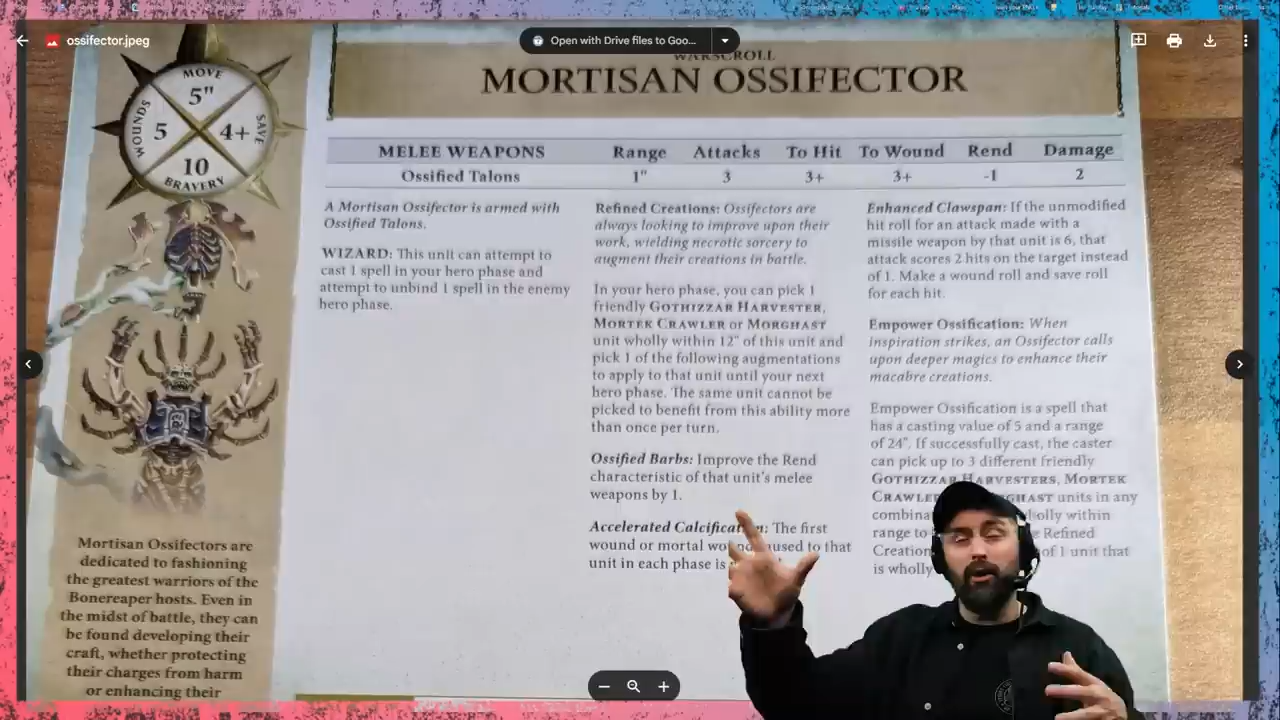 ossifector.jpeg
Open with Drive files to Goo...
WARSCROLL
MORTISAN OSSIFECTOR
MOVE
5"
WOUNDS
5
4+
SAVE
10
BRAVERY
MELEE WEAPONS Range Attacks To Hit To Wound Rend Damage
Ossified Talons 1" 3 3+ 3+ -1 2
A Mortisan Ossifector is armed with
Ossified Talons.
WIZARD: This unit can attempt to
cast 1 spell in your hero phase and
attempt to unbind 1 spell in the enemy
hero phase.
Refined Creations: Ossifectors are
always looking to improve upon their
work, wielding necrotic sorcery to
augment their creations in battle.
In your hero phase, you can pick 1
friendly GOTHIZZAR HARVESTER,
MORTEK CRAWLER or MORGHAST
unit wholly within 12" of this unit and
pick 1 of the following augmentations
to apply to that unit until your next
hero phase. The same unit cannot be
picked to benefit from this ability more
than once per turn.
Ossified Barbs: Improve the Rend
characteristic of that unit's melee
weapons by 1.
Accelerated The first
wound or mortal to that
unit in each phase is
Enhanced Clawspan: If the unmodified
hit roll for an attack made with a
missile weapon by that unit is 6, that
attack scores 2 hits on the target instead
of 1. Make a wound roll and save roll
for each hit.
Empower Ossification: When
inspiration strikes, an Ossifector calls
upon deeper magics to enhance their
macabre creations.
Empower Ossification is a spell that
has a casting value of 5 and a range
of 24". If successfully cast, the caster
can pick up to 3 different friendly
GOTHIZZAR HARVESTERS, MORTEK
units in any
within
range to Refined
of 1 unit that
is wholly
Mortisan Ossifectors are
dedicated to fashioning
the greatest warriors of the
Bonereaper hosts. Even in
the midst of battle, they can
be found developing their
craft, whether protecting
their charges from harm
or enhancing their